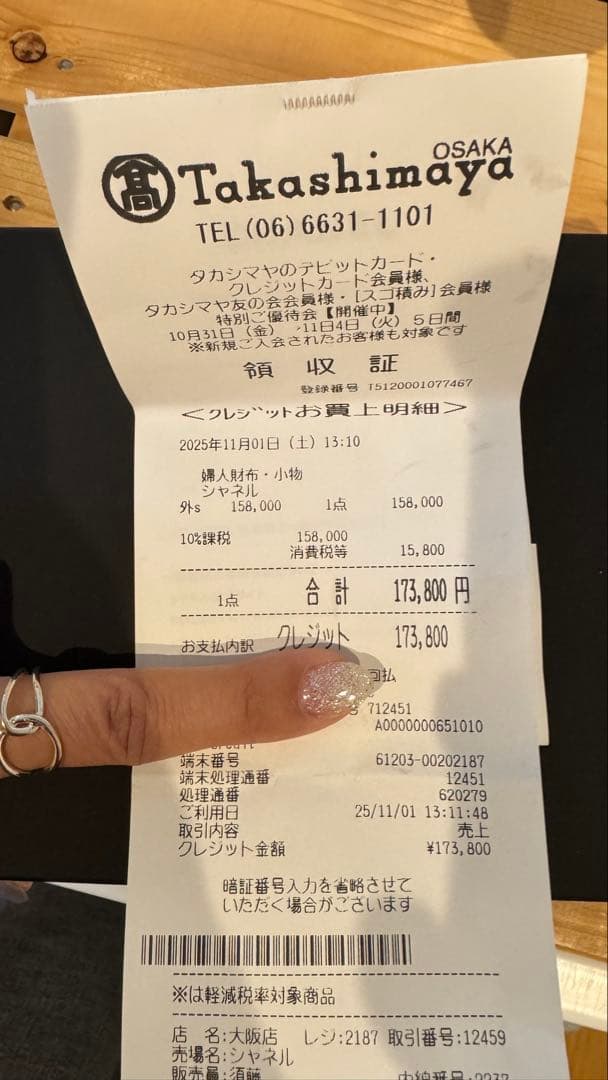 OSAKA
髙 Takashimaya
TEL(06)6631-1101
タカシマヤのデビットカード・
クレジットカード会員様、
タカシマヤ友の会会員様・[スゴ積み]会員様
特別ご優待会【開催中】
10月31日（金）→11日4日（火）５日間
※新規ご入会されたお客様も対象です
領収証
登録番号 T5120001077467
＜クレジットお買上明細＞
2025年11月01日（土）13:10
婦人財布・小物
シャネル
外s 158,000 1点 158,000
10%課税 158,000
消費税等 15,800
1点 合計 173,800円
お支払内訳 クレジット 173,800
回払
712451
A0000000651010
端末番号 61203-00202187
端末処理通番 12451
処理通番 620279
ご利用日 25/11/01 13:11:48
取引内容 売上
クレジット金額 ¥173,800
暗証番号入力を省略させて
いただく場合がございます
※は軽減税率対象商品
店 名:大阪店 レジ:2187 取引番号:12459
売場名:シャネル
販売員:須藤